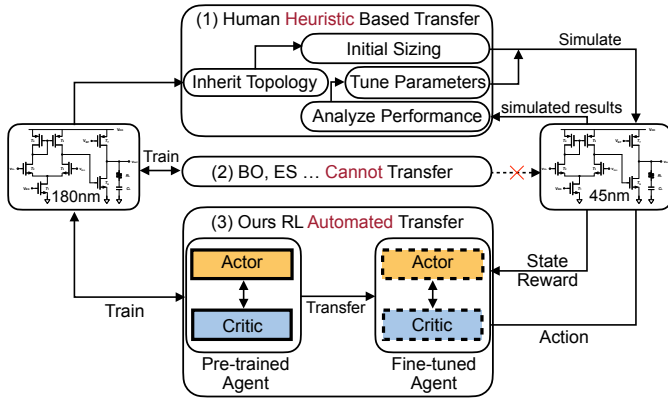 (1) Human Heuristic Based Transfer
Initial Sizing
Simulate
Inherit Topology
Tune Parameters
Analyze Performance
simulated results
180nm
Train
(2) BO, ES … Cannot Transfer
45nm
(3) Ours RL Automated Transfer
Actor
Actor
State
Reward
Train
Transfer
Critic
Critic
Action
Pre-trained
Agent
Fine-tuned
Agent